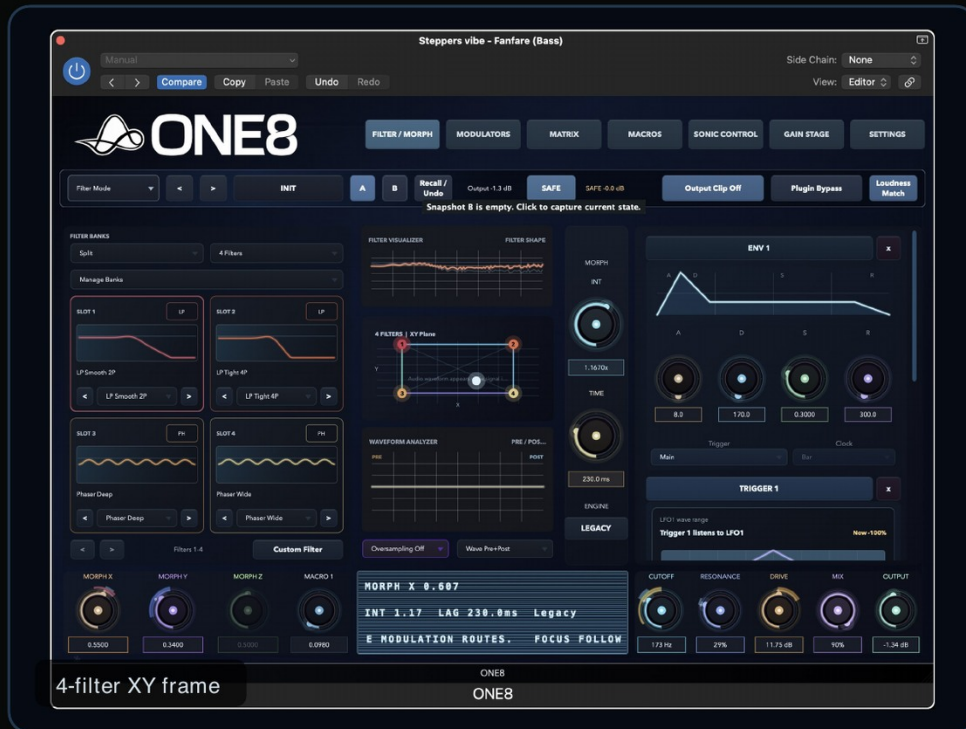 Steppers vibe - Fanfare (Bass)
Manual
Side Chain: None
< > Compare Copy Paste Undo Redo
View: Editor
ONE8
FILTER / MORPH MODULATORS MATRIX MACROS SONIC CONTROL GAIN STAGE SETTINGS
Filter Mode < > INIT A B Recall / Undo Output -1.3 dB SAFE SAFE -0.0 dB Output Clip Off Plugin Bypass Loudness Match
Snapshot B is empty. Click to capture current state.
FILTER BANKS
Split 4 Filters
Manage Banks
SLOT 1 LP
LP Smooth 2P
< LP Smooth 2P >
SLOT 2 LP
LP Tight 4P
< LP Tight 4P >
SLOT 3 PH
Phaser Deep
< Phaser Deep >
SLOT 4 PH
Phaser Wide
< Phaser Wide >
< > Filters 1-4 Custom Filter
FILTER VISUALIZER FILTER SHAPE
4 FILTERS | XY Plane
1 2
Y
Audio waveform appears
3 4
X
WAVEFORM ANALYZER PRE / POS...
PRE POST
Oversampling Off Wave Pre+Post
MORPH
INT
1.1670x
TIME
230.0 ms
ENGINE
LEGACY
ENV 1 x
A D S R
A D S R
8.0 170.0 0.3000 300.0
Trigger Clock
Main Bar
TRIGGER 1 x
LFO1 wave range
Trigger 1 listens to LFO1 Now -100%
MORPH X MORPH Y MORPH Z MACRO 1
0.5500 0.3400 0.5000 0.0980
MORPH X 0.607
INT 1.17 LAG 230.0ms Legacy
E MODULATION ROUTES. FOCUS FOLLOW
CUTOFF RESONANCE DRIVE MIX OUTPUT
173 Hz 29% 11.75 dB 90% -1.34 dB
ONE8
4-filter XY frame
ONE8